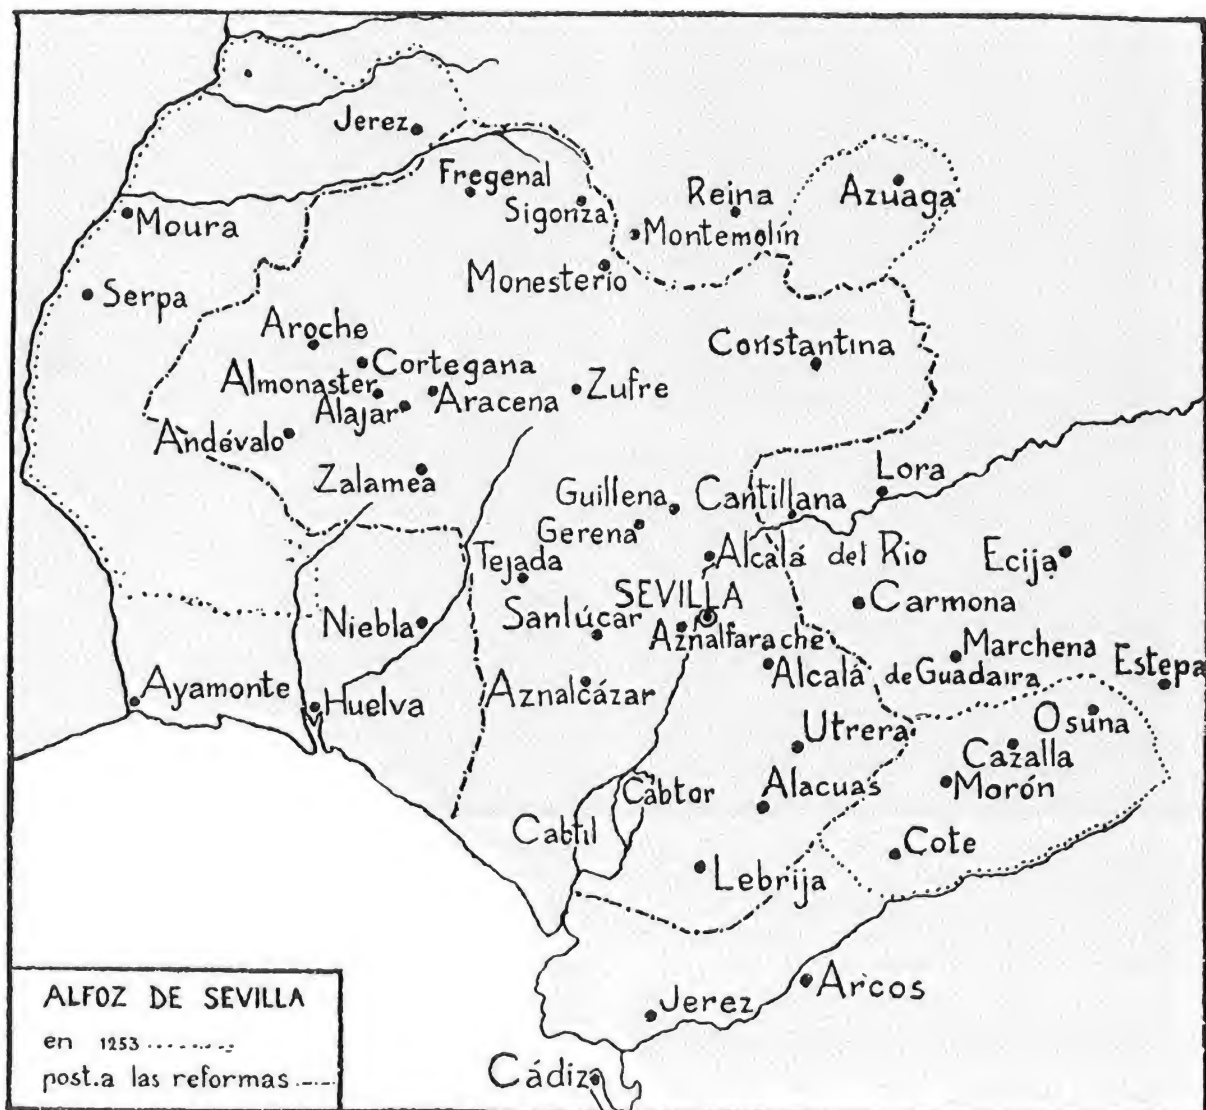 Jerez
Fregenal
Sigonza
Reina
Azuaga
Moura
Montemolín
Monesterio
Serpa
Aroche
Constantina
Cortegana
Almonaster
Zufre
Alajar
Aracena
Andévalo
Zalamea
Lora
Guillena
Cantillana
Gerena
Tejada
Alcalá del Rio
Ecija
SEVILLA
Carmona
Sanlúcar
Niebla
Aznalfarache
Marchena
Alcalá de Guadaira
Estepa
Ayamonte
Huelva
Aznalcázar
Osuna
Utrera
Cazalla
Morón
Cabtor
Alacuas
Cabtil
Cote
Lebrija
Arcos
Jerez
Cádiz
ALFOZ DE SEVILLA
en 1253
post.a las reformas